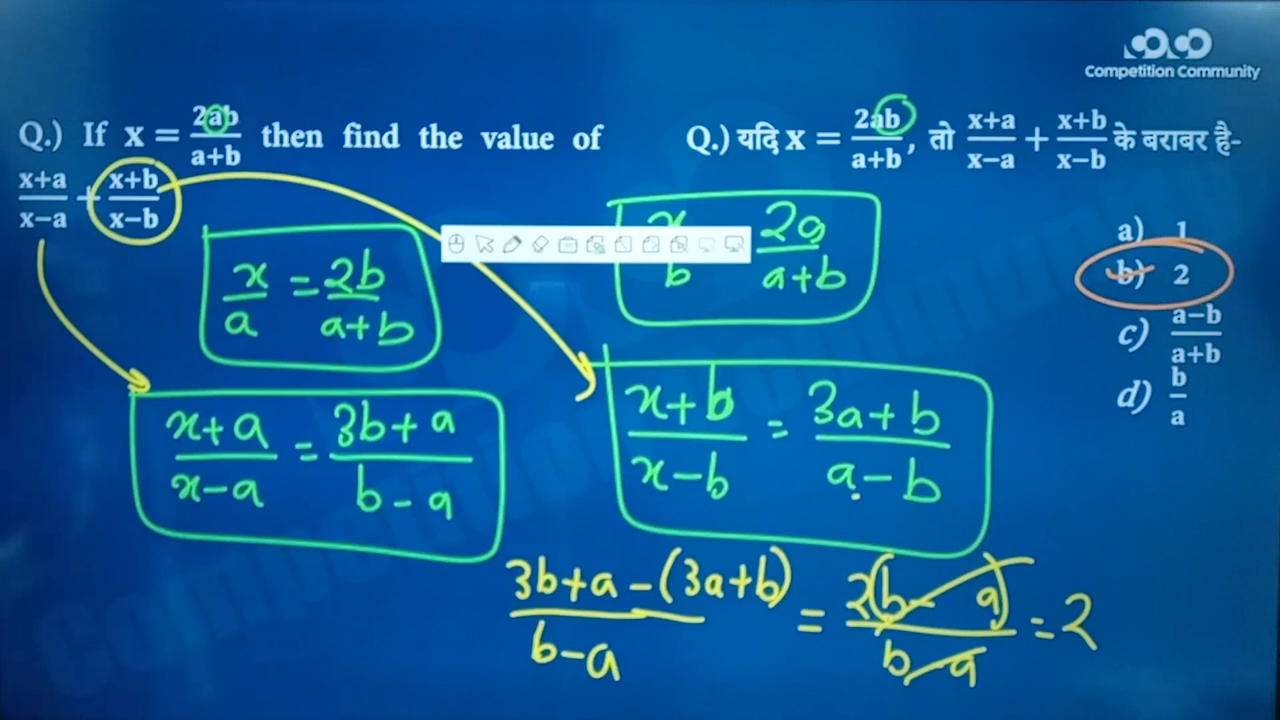 Competition Community
Q.) If x = 2ab/a+b then find the value of
x+a/x−a + x+b/x−b
Q.) यदि x = 2ab/a+b, तो x+a/x−a + x+b/x−b के बराबर है-
a) 1
b) 2
c) a−b/a+b
d) b/a
x/a = 2b/a+b
x/b 2a/a+b
x+a/x−a = 3b+a/b−a
x+b/x−b = 3a+b/a−b
3b+a−(3a+b)/b−a = 2(b− a)/b−a = 2